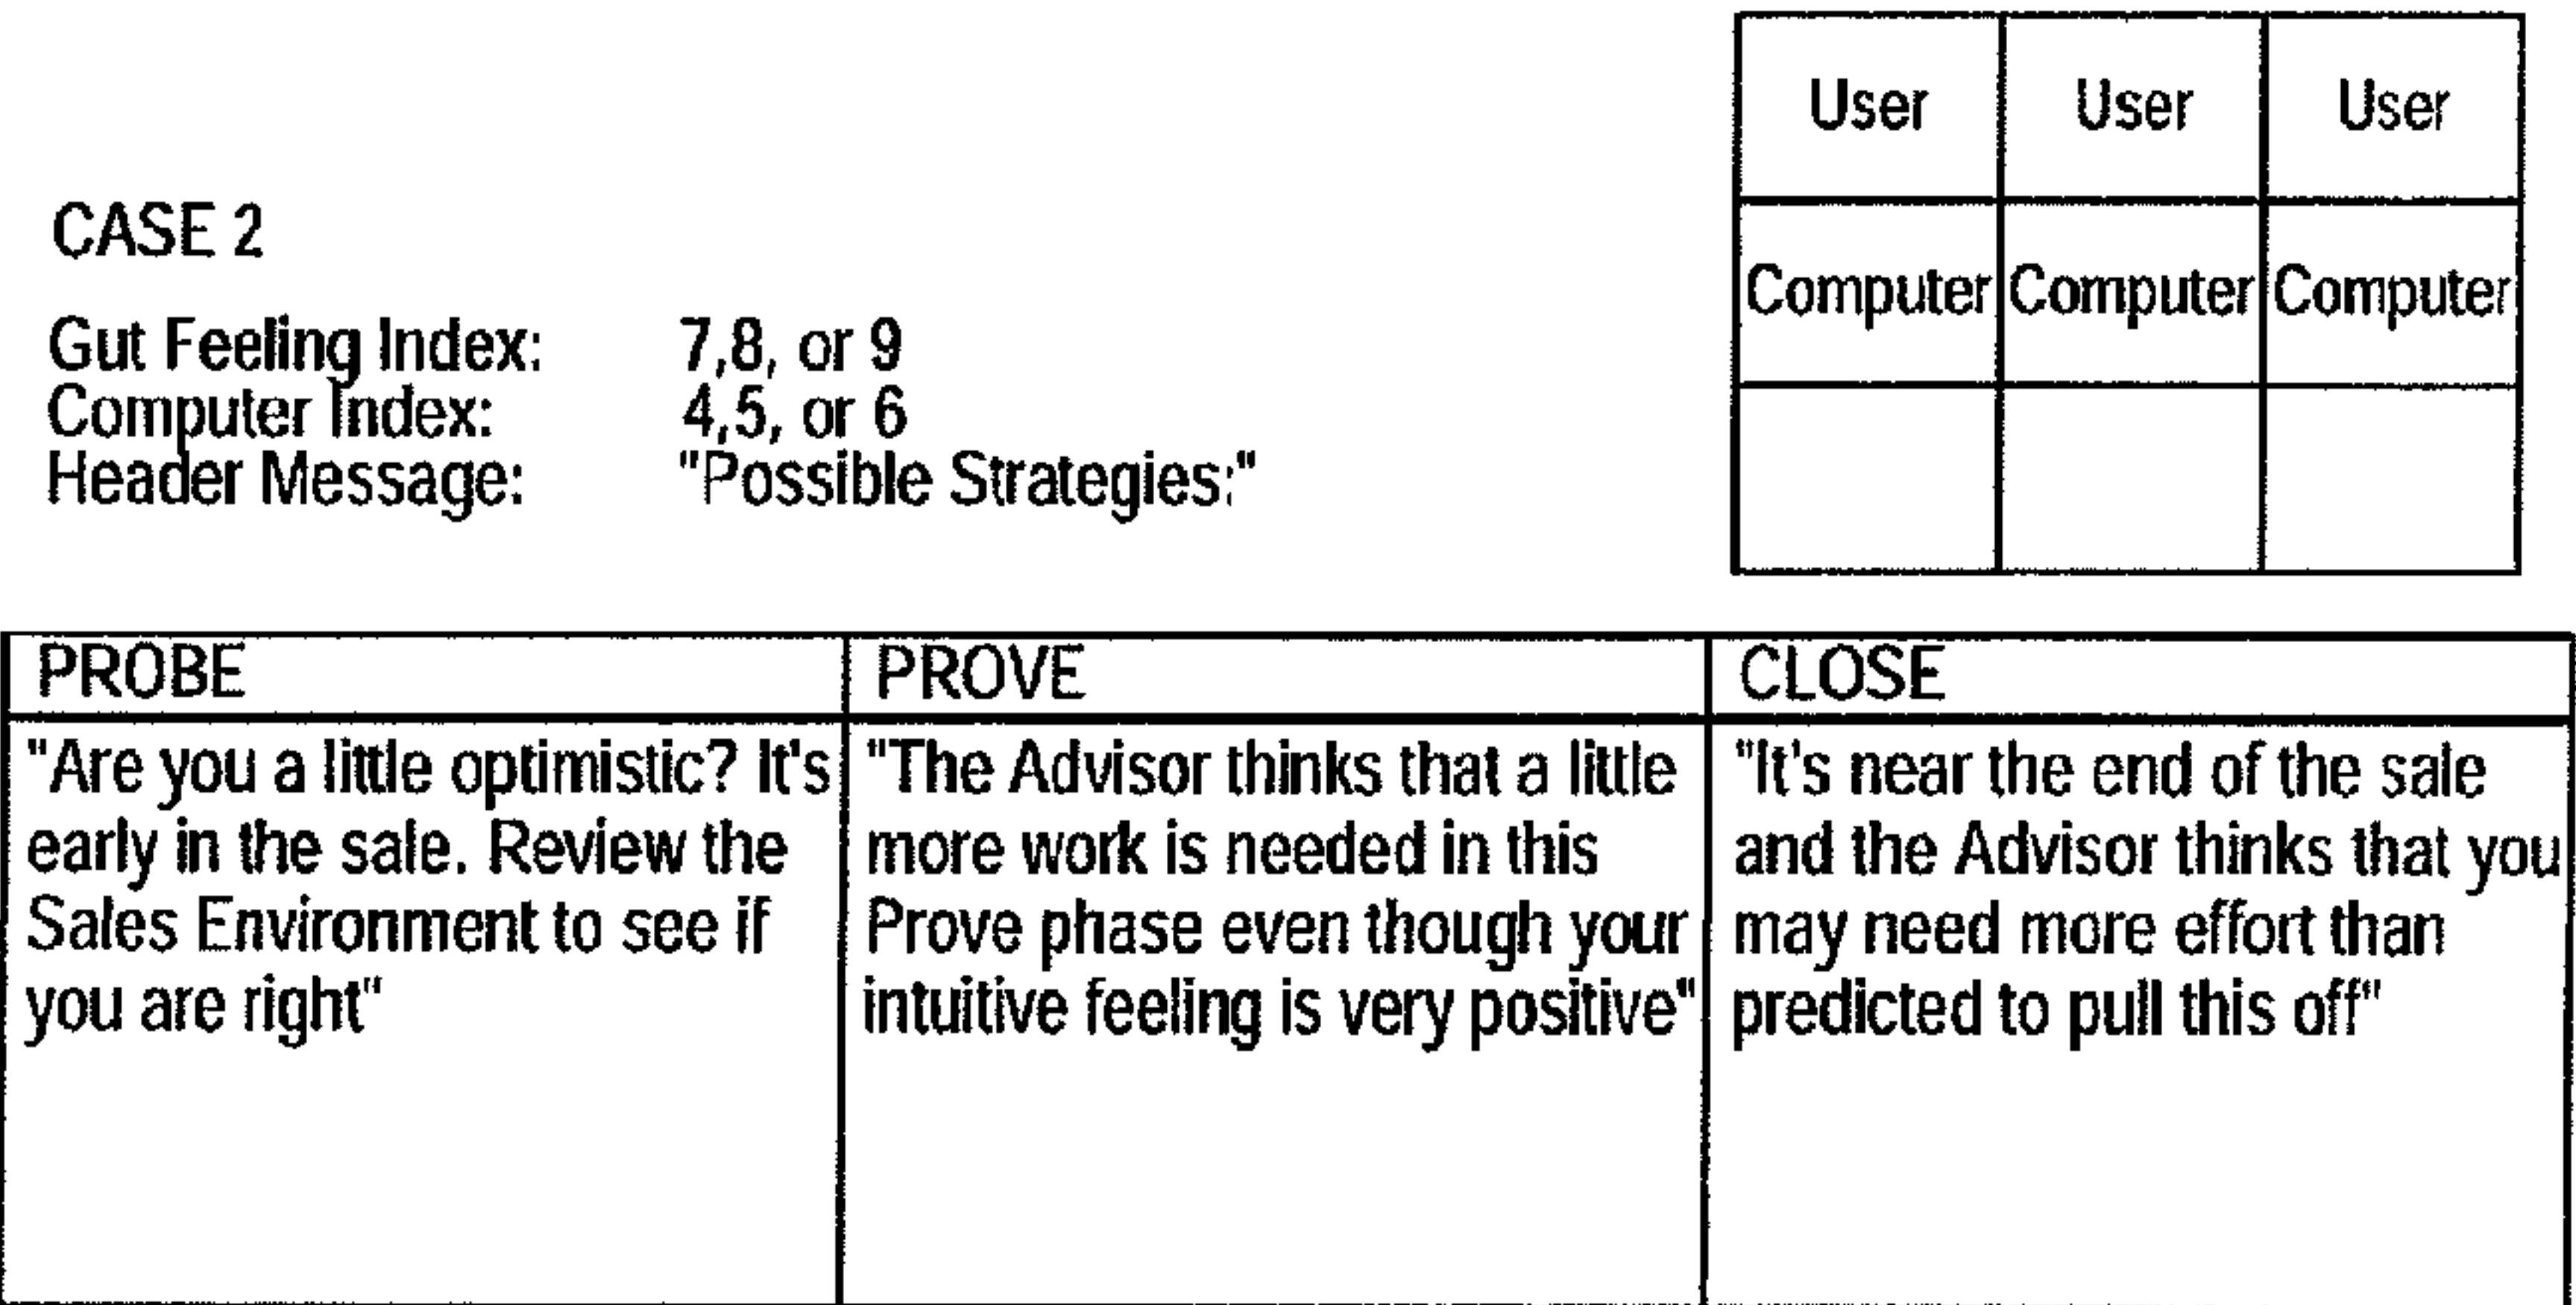 User User User
Computer Computer Computer
CASE 2
Gut Feeling Index: 7,8, or 9
Computer Index: 4,5, or 6
Header Message: "Possible Strategies:"
PROBE
"Are you a little optimistic? It's
early in the sale. Review the
Sales Environment to see if
you are right"
PROVE
"The Advisor thinks that a little
more work is needed in this
Prove phase even though your
intuitive feeling is very positive"
CLOSE
"It's near the end of the sale
and the Advisor thinks that you
may need more effort than
predicted to pull this off"